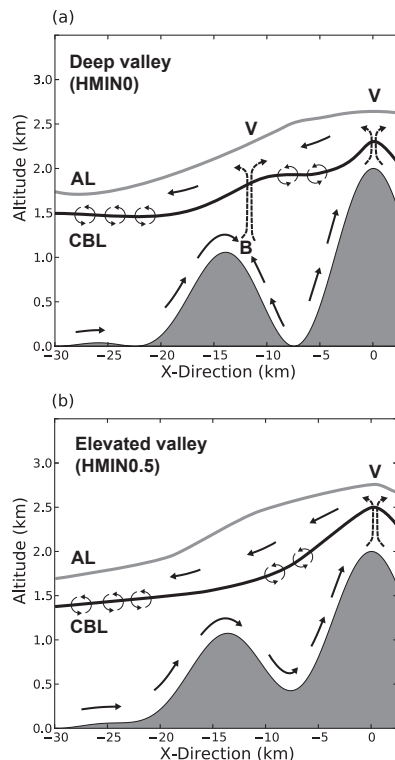 (a)
Deep valley
(HMIN0)
V
V
AL
CBL
B
3.0
2.5
2.0
1.5
1.0
0.5
0.0
Altitude (km)
−30 −25 −20 −15 −10 −5 0
X-Direction (km)
(b)
Elevated valley
(HMIN0.5)
V
AL
CBL
3.0
2.5
2.0
1.5
1.0
0.5
0.0
Altitude (km)
−30 −25 −20 −15 −10 −5 0
X-Direction (km)